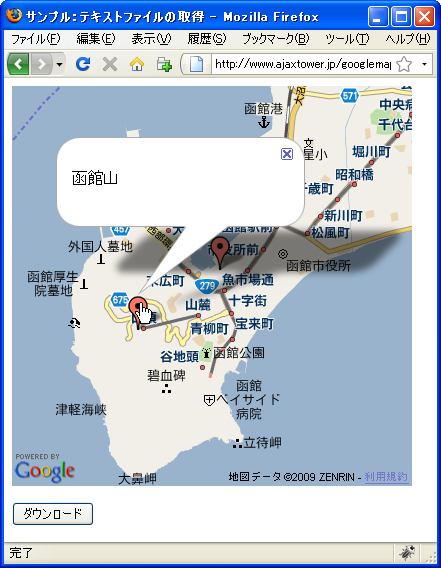 サンプル：テキストファイルの取得 - Mozilla Firefox
ファイル(F) 編集(E) 表示(V) 履歴(S) ブックマーク(B) ツール(T) ヘルプ(H)
http://www.ajaxtower.jp/googlemap
571
函館港
中央病
千代台
堀川町
星小
昭和橋
千歳町
新川町
松風町
函館山
457
函館駅前
市役所前
函館市役所
外国人墓地
函館厚生
院墓地
末広町
279
魚市場通
675
山麓
十字街
宝来町
青柳町
谷地頭
函館公園
碧血碑
函館
ベイサイド
病院
津軽海峡
立待岬
大鼻岬
POWERED BY
Google
地図データ ©2009 ZENRIN - 利用規約
ダウンロード
完了